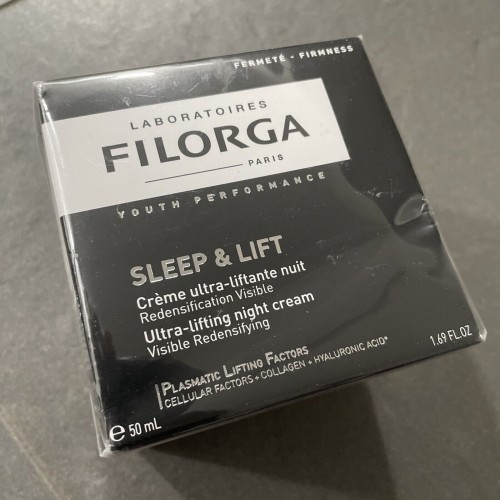 FERMETÉ - FIRMNESS
LABORATOIRES
FILORGA
PARIS
YOUTH PERFORMANCE
SLEEP & LIFT
Crème ultra-liftante nuit
Redensification Visible
Ultra-lifting night cream
Visible Redensifying
PLASMATIC LIFTING FACTORS
CELLULAR FACTORS + COLLAGEN + HYALURONIC ACID*
℮ 50 mL
1.69 FL.OZ